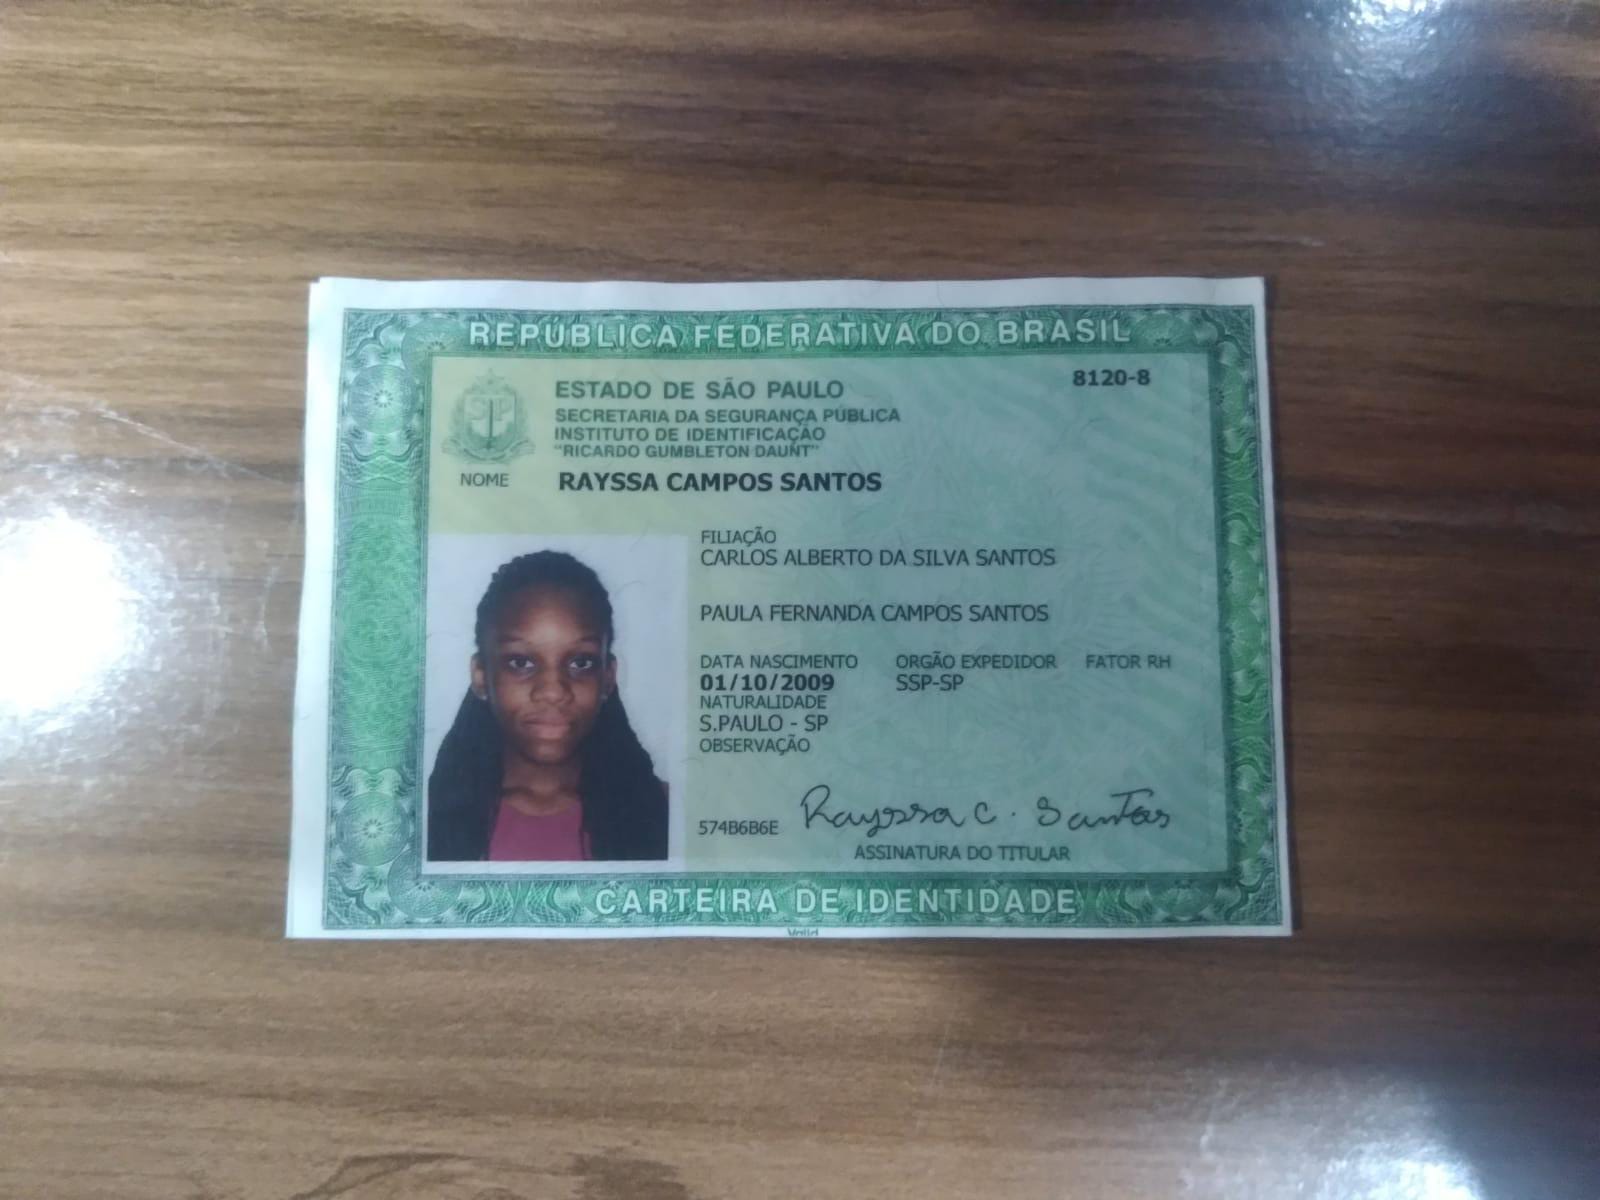 REPÚBLICA FEDERATIVA DO BRASIL
8120-8
ESTADO DE SÃO PAULO
SECRETARIA DA SEGURANÇA PÚBLICA
INSTITUTO DE IDENTIFICAÇÃO
"RICARDO GUMBLETON DAUNT"
NOME RAYSSA CAMPOS SANTOS
FILIAÇÃO
CARLOS ALBERTO DA SILVA SANTOS
PAULA FERNANDA CAMPOS SANTOS
DATA NASCIMENTO ORGÃO EXPEDIDOR FATOR RH
01/10/2009 SSP-SP
NATURALIDADE
S.PAULO - SP
OBSERVAÇÃO
574B6B6E Rayssa C. Santos
ASSINATURA DO TITULAR
CARTEIRA DE IDENTIDADE
Valid